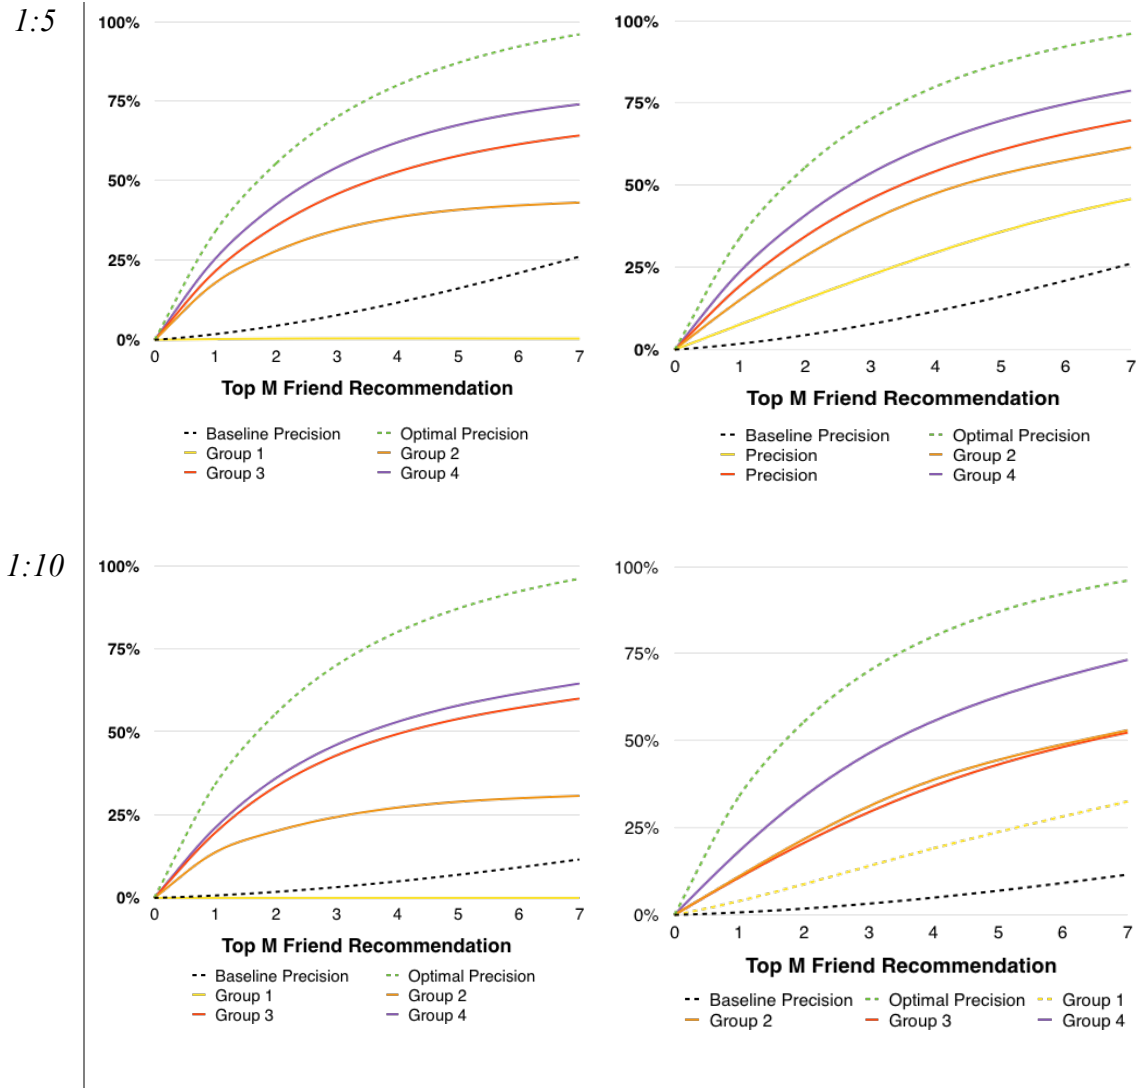 1:5
100%
75%
50%
25%
0%
0 1 2 3 4 5 6 7
Top M Friend Recommendation
Baseline Precision Optimal Precision
Group 1 Group 2
Group 3 Group 4
100%
75%
50%
25%
0%
0 1 2 3 4 5 6 7
Top M Friend Recommendation
Baseline Precision Optimal Precision
Precision Group 2
Precision Group 4
1:10
100%
75%
50%
25%
0%
0 1 2 3 4 5 6 7
Top M Friend Recommendation
Baseline Precision Optimal Precision
Group 1 Group 2
Group 3 Group 4
100%
75%
50%
25%
0%
0 1 2 3 4 5 6 7
Top M Friend Recommendation
Baseline Precision Optimal Precision Group 1
Group 2 Group 3 Group 4